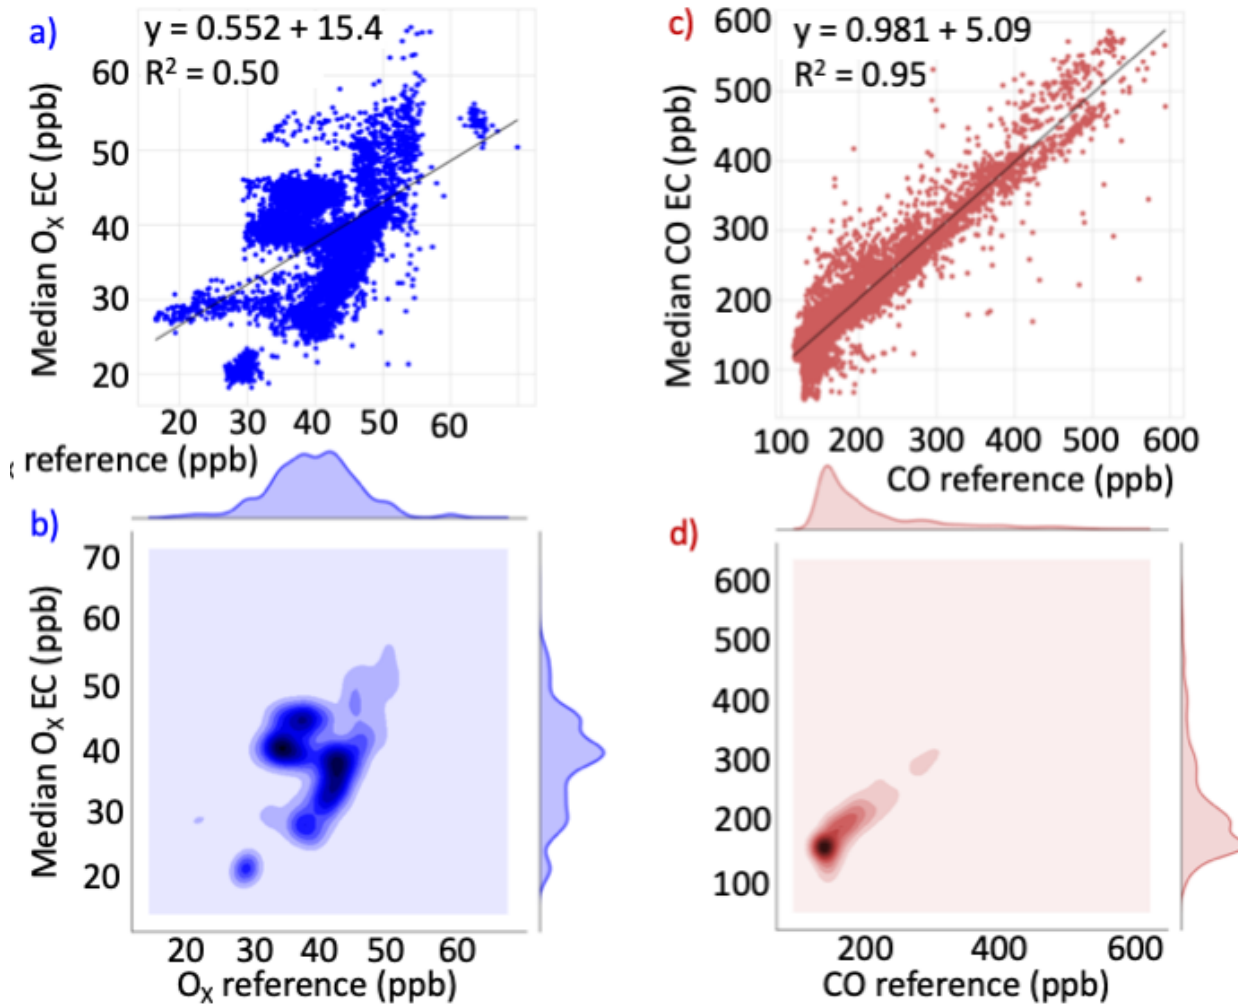 a)
y = 0.552 + 15.4
R² = 0.50
Median Oₓ EC (ppb)
60
50
40
30
20
20 30 40 50 60
reference (ppb)
c)
y = 0.981 + 5.09
R² = 0.95
Median CO EC (ppb)
600
500
400
300
200
100
100 200 300 400 500 600
CO reference (ppb)
b)
Median Oₓ EC (ppb)
70
60
50
40
30
20
20 30 40 50 60
Oₓ reference (ppb)
d)
600
500
400
300
200
100
200 400 600
CO reference (ppb)